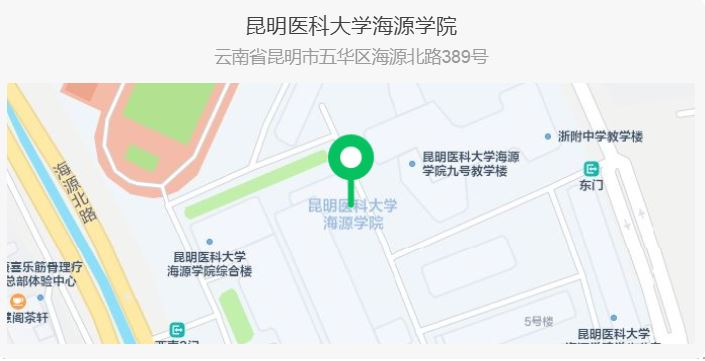 昆明医科大学海源学院
云南省昆明市五华区海源北路389号
浙附中学教学楼
昆明医科大学海源
学院九号教学楼
海源北路
东门
昆明医科大学
海源学院
昆明医科大学
海源学院综合楼
喜乐筋骨理疗
总部体验中心
阁茶轩
5号楼
昆明医科大学